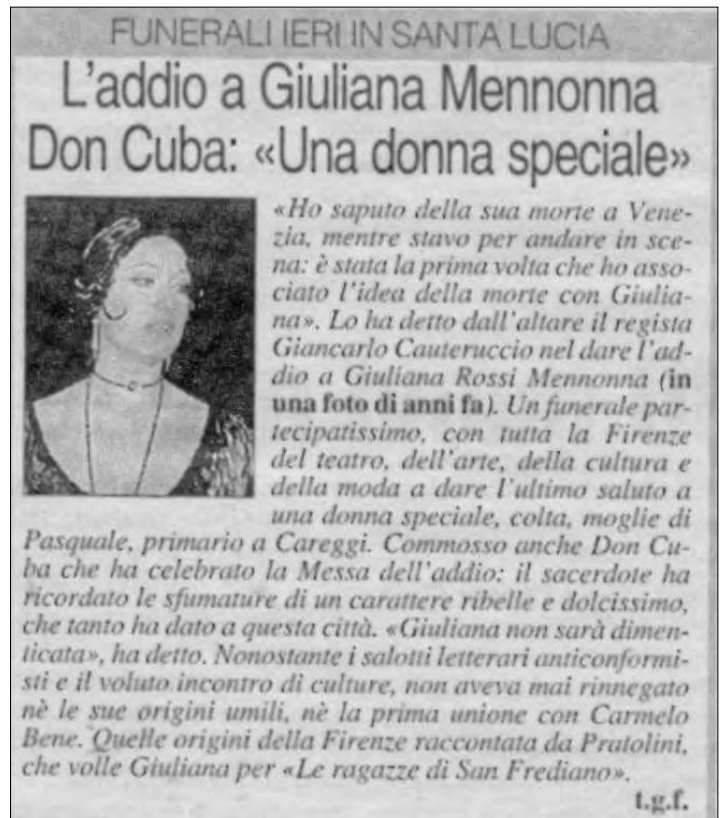 FUNERALI IERI IN SANTA LUCIA
L'addio a Giuliana Mennonna
Don Cuba: «Una donna speciale»
«Ho saputo della sua morte a Vene-
zia, mentre stavo per andare in sce-
na: è stata la prima volta che ho asso-
ciato l'idea della morte con Giulia-
na». Lo ha detto dall'altare il regista
Giancarlo Cauteruccio nel dare l'ad-
dio a Giuliana Rossi Mennonna (in
una foto di anni fa). Un funerale par-
tecipatissimo, con tutta la Firenze
del teatro, dell'arte, della cultura e
della moda a dare l'ultimo saluto a
una donna speciale, colta, moglie di
Pasquale, primario a Careggi. Commosso anche Don Cu-
ba che ha celebrato la Messa dell'addio: il sacerdote ha
ricordato le sfumature di un carattere ribelle e dolcissimo,
che tanto ha dato a questa città. «Giuliana non sarà dimen-
ticata», ha detto. Nonostante i salotti letterari anticonformi-
sti e il voluto incontro di culture, non aveva mai rinnegato
nè le sue origini umili, nè la prima unione con Carmelo
Bene. Quelle origini della Firenze raccontata da Pratolini,
che volle Giuliana per «Le ragazze di San Frediano».
t.g.f.